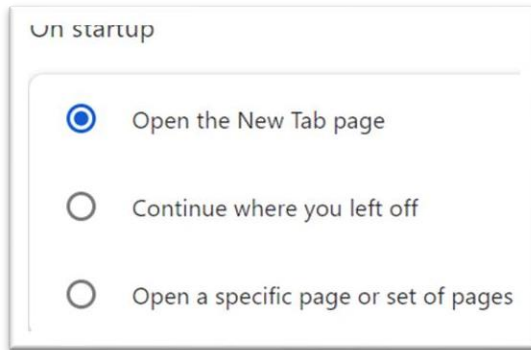 On startup
Open the New Tab page
Continue where you left off
Open a specific page or set of pages